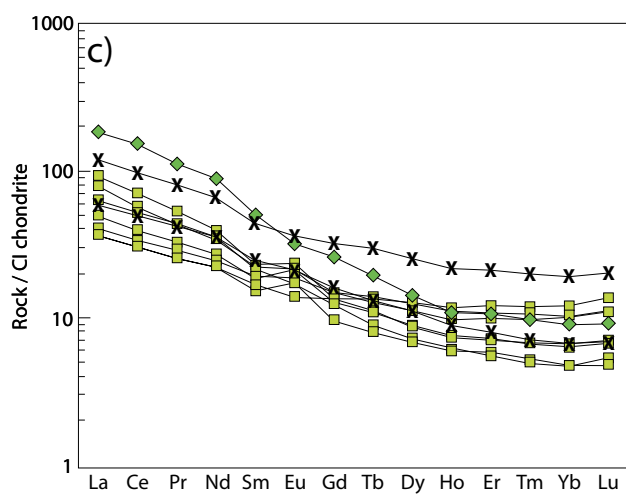 1000
c)
100
10
1
Rock / CI chondrite
La Ce Pr Nd Sm Eu Gd Tb Dy Ho Er Tm Yb Lu